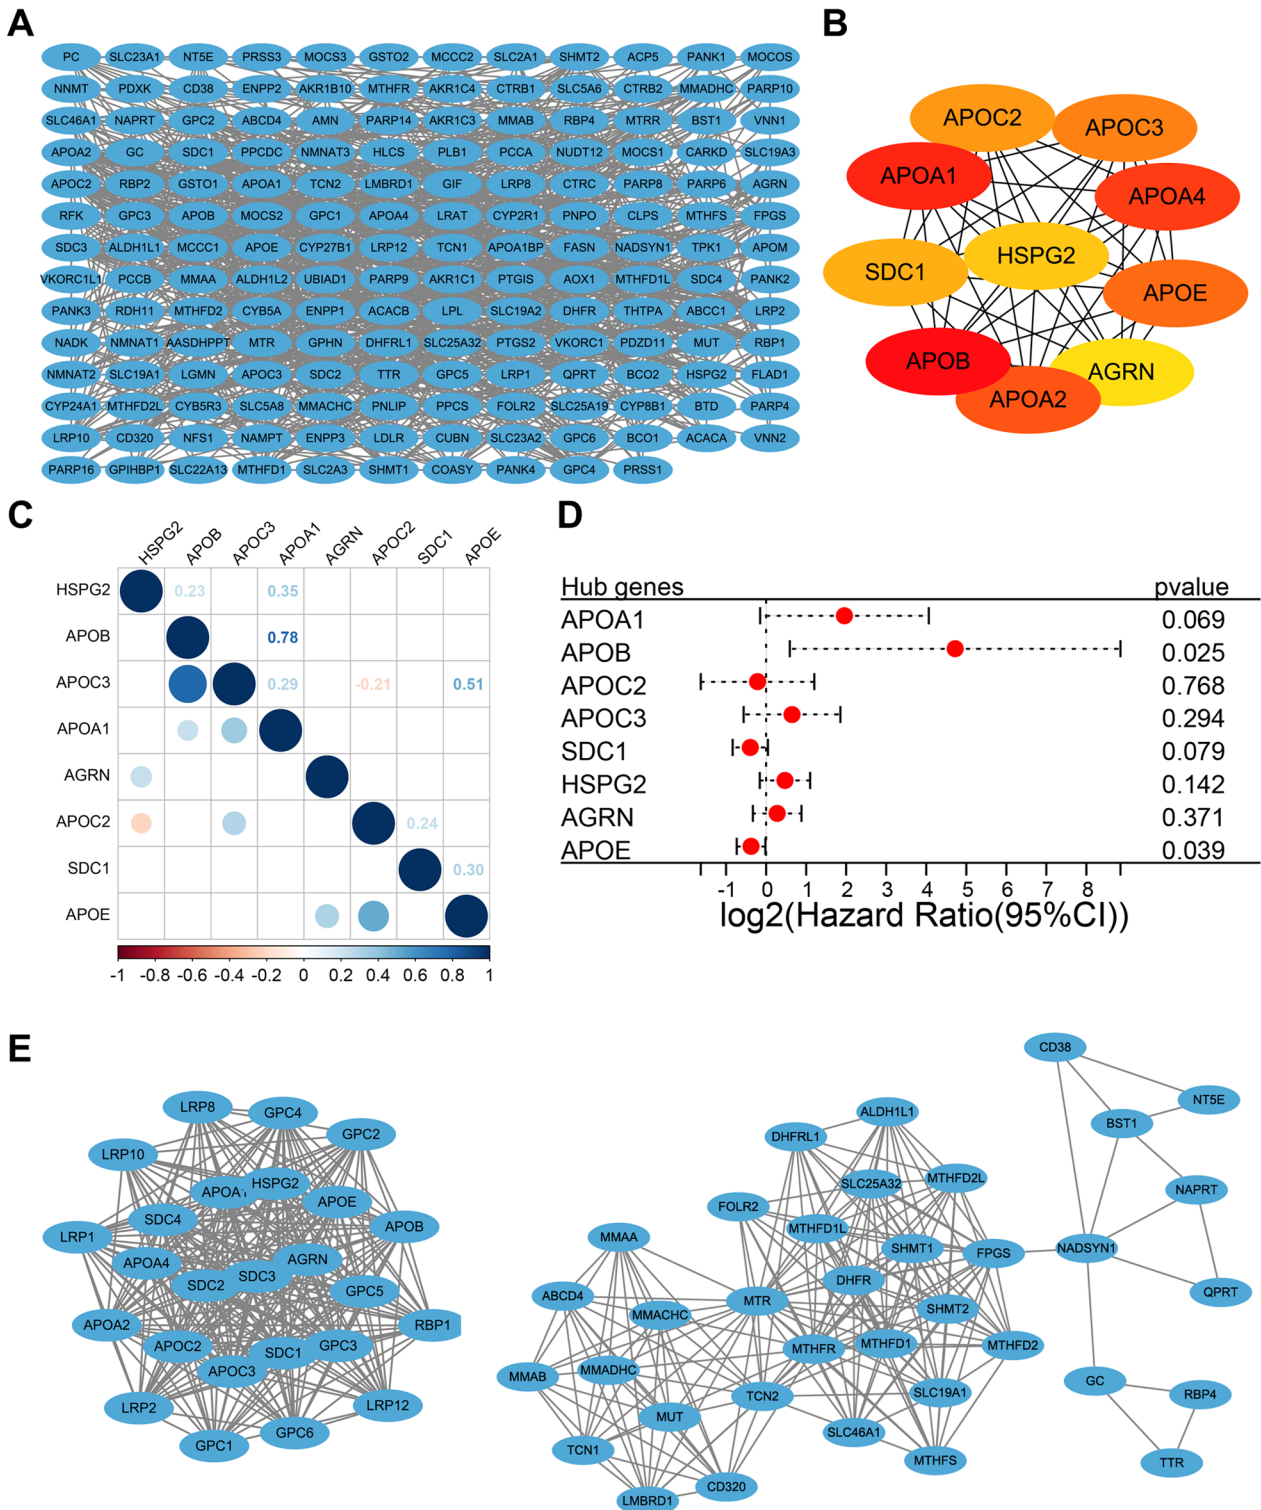 A
PC SLC23A1 NT5E PRSS3 MOCS3 GSTO2 MCCC2 SLC2A1 SHMT2 ACP5 PANK1 MOCOS
NNMT PDXK CD38 ENPP2 AKR1B10 MTHFR AKR1C4 CTRB1 SLC5A6 CTRB2 MMADHC PARP10
SLC46A1 NAPRT GPC2 ABCD4 AMN PARP14 AKR1C3 MMAB RBP4 MTRR BST1 VNN1
APOA2 GC SDC1 PPCDC NMNAT3 HLCS PLB1 PCCA NUDT12 MOCS1 CARKD SLC19A3
APOC2 RBP2 GSTO1 APOA1 TCN2 LMBRD1 GIF LRP8 CTRC PARP8 PARP6 AGRN
RFK GPC3 APOB MOCS2 GPC1 APOA4 LRAT CYP2R1 PNPO CLPS MTHFS FPGS
SDC3 ALDH1L1 MCCC1 APOE CYP27B1 LRP12 TCN1 APOA1BP FASN NADSYN1 TPK1 APOM
VKORC1L1 PCCB MMAA ALDH1L2 UBIAD1 PARP9 AKR1C1 PTGIS AOX1 MTHFD1L SDC4 PANK2
PANK3 RDH11 MTHFD2 CYB5A ENPP1 ACACB LPL SLC19A2 DHFR THTPA ABCC1 LRP2
NADK NMNAT1 AASDHPPT MTR GPHN DHFRL1 SLC25A32 PTGS2 VKORC1 PDZD11 MUT RBP1
NMNAT2 SLC19A1 LGMN APOC3 SDC2 TTR GPC5 LRP1 QPRT BCO2 HSPG2 FLAD1
CYP24A1 MTHFD2L CYB5R3 SLC5A8 MMACHC PNLIP PPCS FOLR2 SLC25A19 CYP8B1 BTD PARP4
LRP10 CD320 NFS1 NAMPT ENPP3 LDLR CUBN SLC23A2 GPC6 BCO1 ACACA VNN2
PARP16 GPIHBP1 SLC22A13 MTHFD1 SLC2A3 SHMT1 COASY PANK4 GPC4 PRSS1
B
APOC2
APOC3
APOA1
APOA4
HSPG2
SDC1
APOE
APOB
AGRN
APOA2
C
HSPG2 APOB APOC3 APOA1 AGRN APOC2 SDC1 APOE
HSPG2 0.23 0.35
APOB 0.78
APOC3 0.29 -0.21 0.51
APOA1
AGRN
APOC2 0.24
SDC1 0.30
APOE
-1 -0.8 -0.6 -0.4 -0.2 0 0.2 0.4 0.6 0.8 1
D
Hub genes pvalue
APOA1 0.069
APOB 0.025
APOC2 0.768
APOC3 0.294
SDC1 0.079
HSPG2 0.142
AGRN 0.371
APOE 0.039
-1 0 1 2 3 4 5 6 7 8
log2(Hazard Ratio(95%CI))
E
LRP8
GPC4
GPC2
LRP10
APOA1
HSPG2
APOE
SDC4
APOB
LRP1
APOA4
AGRN
SDC2
SDC3
GPC5
APOA2
RBP1
APOC2
SDC1
GPC3
APOC3
LRP2
LRP12
GPC1
GPC6
ALDH1L1
DHFRL1
SLC25A32
MTHFD2L
FOLR2
MTHFD1L
MMAA
SHMT1
FPGS
DHFR
ABCD4
MMACHC
MTR
SHMT2
MTHFR
MTHFD1
MTHFD2
MMAB
MMADHC
TCN2
SLC19A1
MUT
SLC46A1
TCN1
MTHFS
CD320
LMBRD1
CD38
NT5E
BST1
NAPRT
NADSYN1
QPRT
GC
RBP4
TTR